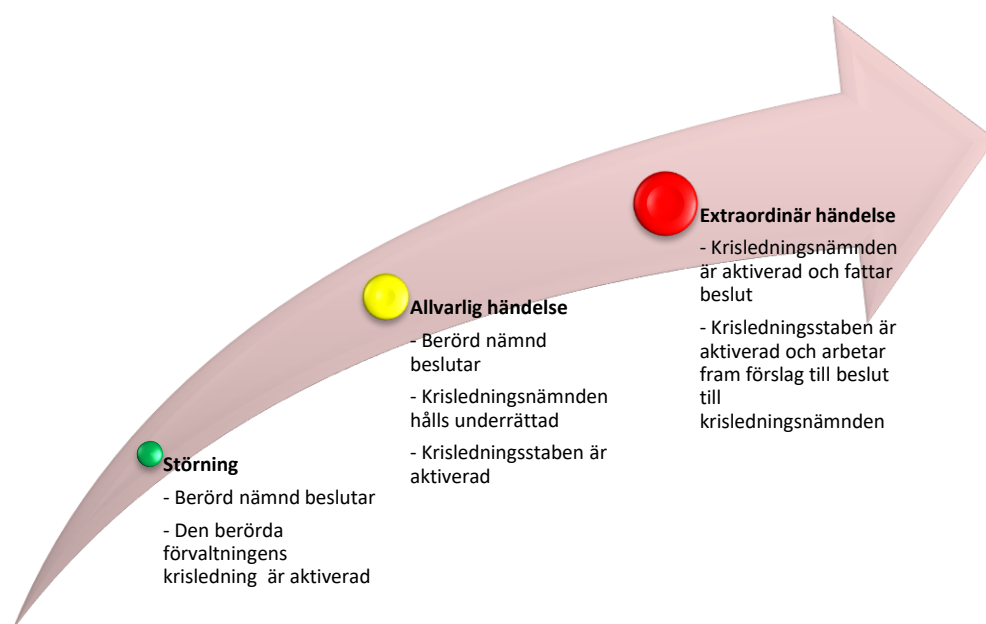 Störning
- Berörd nämnd beslutar
- Den berörda
förvaltningens
krisledning  är aktiverad
Allvarlig händelse
- Berörd nämnd
beslutar
- Krisledningsnämnden
hålls underrättad
- Krisledningsstaben är
aktiverad
Extraordinär händelse
- Krisledningsnämnden
är aktiverad och fattar
beslut
- Krisledningsstaben är
aktiverad och arbetar
fram förslag till beslut
till
krisledningsnämnden